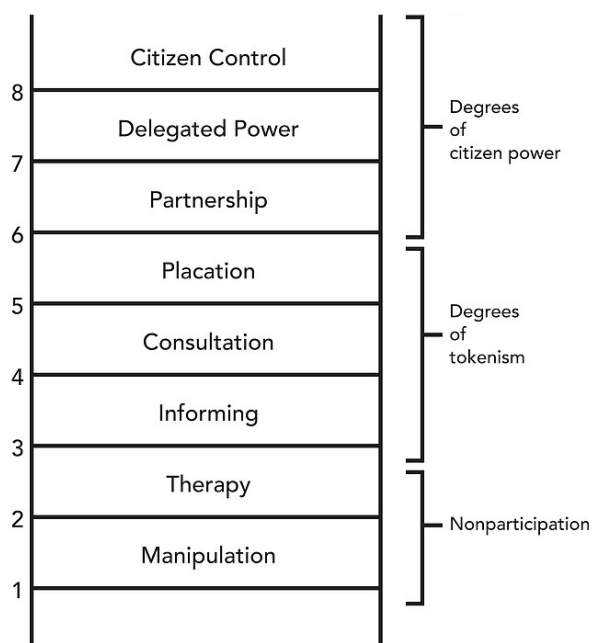 Citizen Control
8
Delegated Power
7
Partnership
6
Placation
5
Consultation
4
Informing
3
Therapy
2
Manipulation
1
Degrees
of
citizen power
Degrees
of
tokenism
Nonparticipation